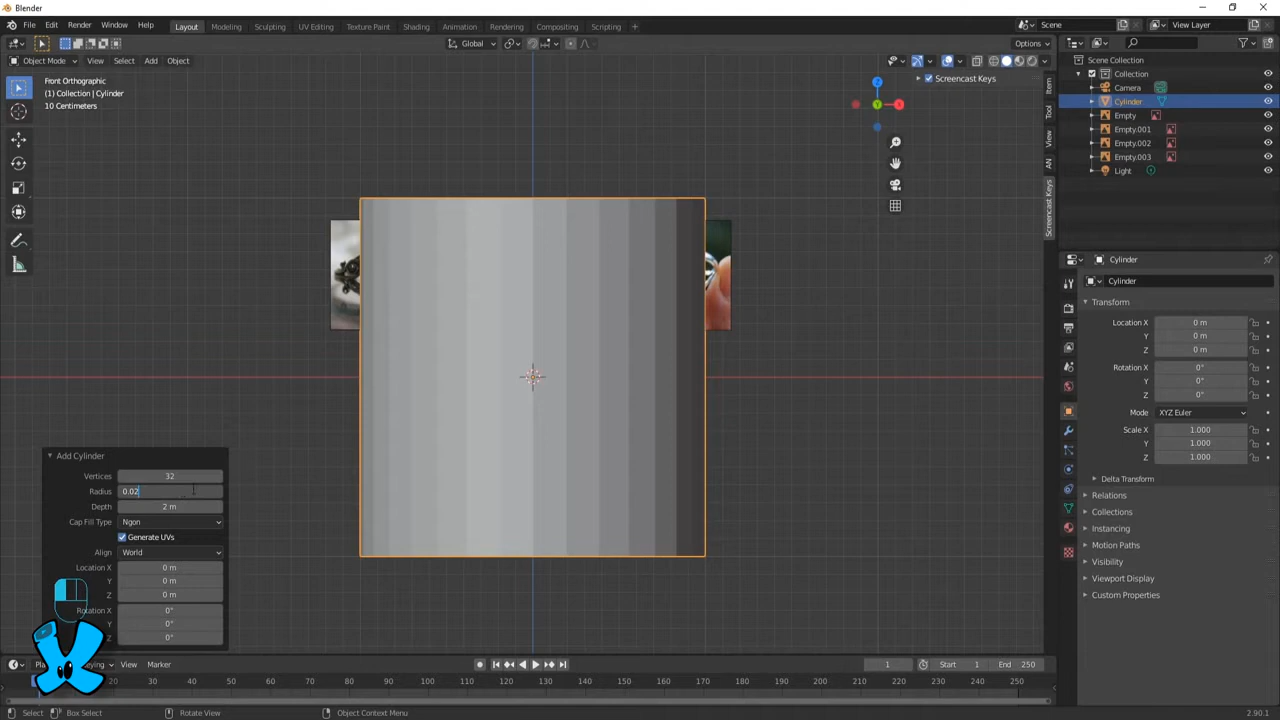 Blender
File Edit Render Window Help
Layout Modeling Sculpting UV Editing Texture Paint Shading Animation Rendering Compositing Scripting +
Scene
View Layer
Global
Options
Object Mode View Select Add Object
Front Orthographic
(1) Collection | Cylinder
10 Centimeters
Screencast Keys
Z
Y
X
Item
Tool
View
AN
Screencast Keys
Scene Collection
Collection
Camera
Cylinder
Empty
Empty.001
Empty.002
Empty.003
Light
Cylinder
Cylinder
Transform
Location X 0 m
Y 0 m
Z 0 m
Rotation X 0°
Y 0°
Z 0°
Mode XYZ Euler
Scale X 1.000
Y 1.000
Z 1.000
Delta Transform
Relations
Collections
Instancing
Motion Paths
Visibility
Viewport Display
Custom Properties
Add Cylinder
Vertices 32
Radius 0.02
Depth 2 m
Cap Fill Type Ngon
Generate UVs
Align World
Location X 0 m
Y 0 m
Z 0 m
Rotation X 0°
Y 0°
Z 0°
View Marker
1 Start 1 End 250
20 30 40 50 60 70 80 90 100 110 120 130 140 150 160 170 180 190 200 210 220 230 240 250
Select Box Select Rotate View Object Context Menu 2.90.1